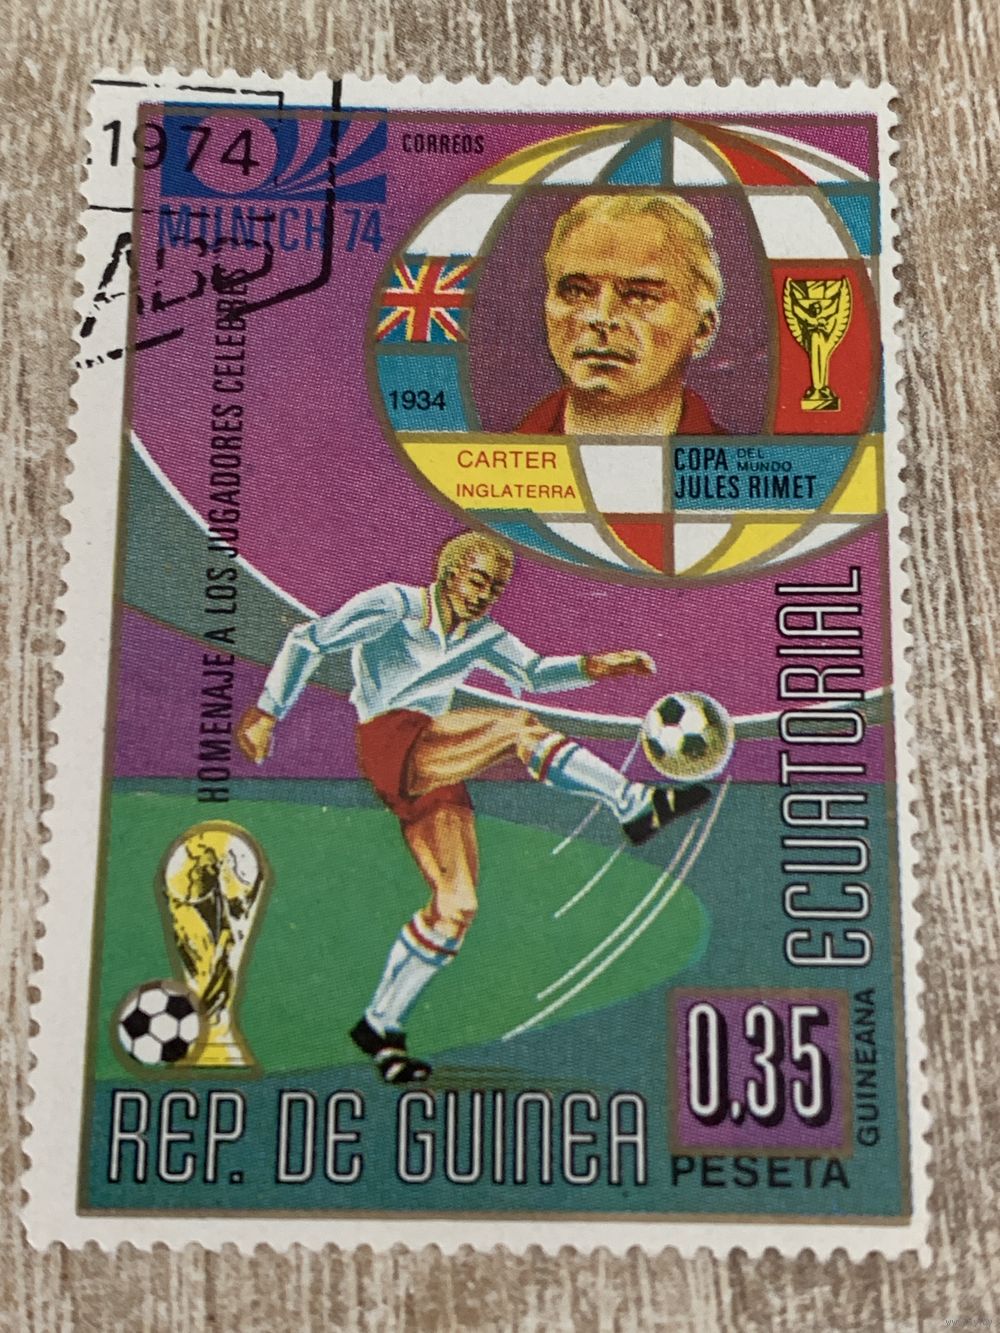 .1974
CORREOS
MÜNICH 74
HOMENAJE A LOS JUGADORES CELEBRES
1934
CARTER
INGLATERRA
COPA DEL MUNDO
JULES RIMET
ECUATORIAL
0,35
GUINEANA
REP. DE GUINEA
PESETA